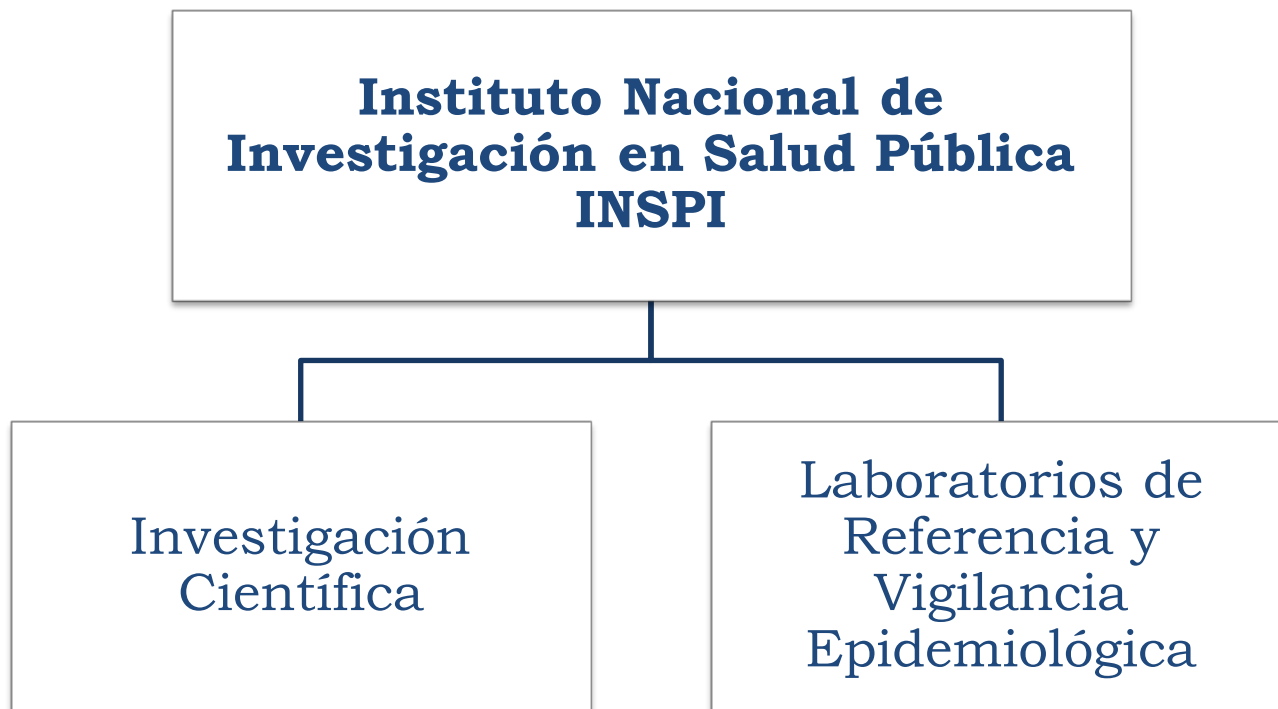 Instituto Nacional de
Investigación en Salud Pública
INSPI
Investigación
Científica
Laboratorios de
Referencia y
Vigilancia
Epidemiológica